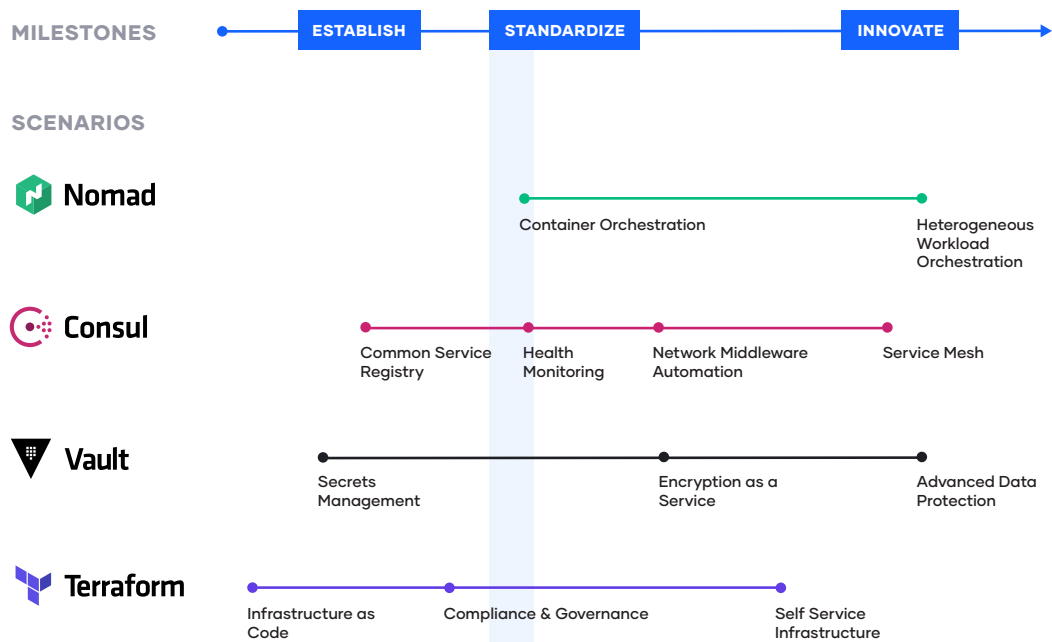 MILESTONES
ESTABLISH
STANDARDIZE
INNOVATE
SCENARIOS
Nomad
Container Orchestration
Heterogeneous
Workload
Orchestration
Consul
Common Service
Registry
Health
Monitoring
Network Middleware
Automation
Service Mesh
Vault
Secrets
Management
Encryption as a
Service
Advanced Data
Protection
Terraform
Infrastructure as
Code
Compliance & Governance
Self Service
Infrastructure